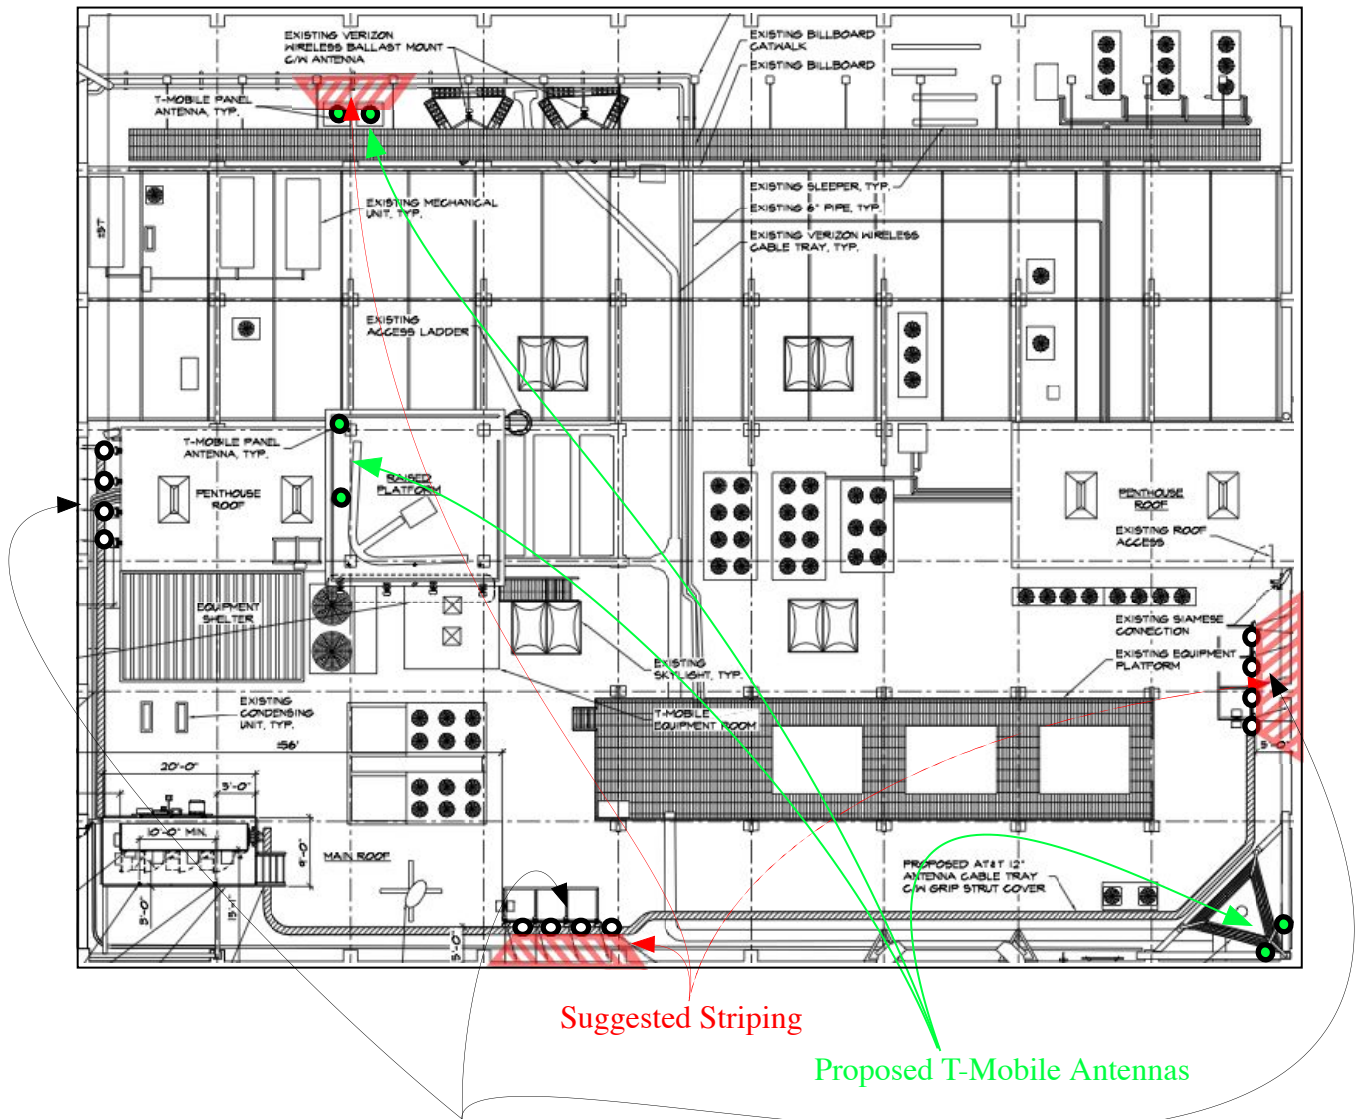 EXISTING VERIZON
WIRELESS BALLAST MOUNT
C/W ANTENNA
EXISTING BILLBOARD
CATWALK
EXISTING BILLBOARD
T-MOBILE PANEL
ANTENNA, TYP.
EXISTING SLEEPER, TYP.
EXISTING MECHANICAL
UNIT, TYP.
EXISTING 6" PIPE, TYP.
EXISTING VERIZON WIRELESS
CABLE TRAY, TYP.
EXISTING
ACCESS LADDER
T-MOBILE PANEL
ANTENNA, TYP.
RAISED
PLATFORM
PENTHOUSE
ROOF
PENTHOUSE
ROOF
EXISTING ROOF
ACCESS
EQUIPMENT
SHELTER
EXISTING SIAMESE
CONNECTION
EXISTING EQUIPMENT
PLATFORM
EXISTING
SKYLIGHT, TYP.
EXISTING
CONDENSING
UNIT, TYP.
T-MOBILE
EQUIPMENT ROOM
±56'
5'-0"
20'-0"
3'-0"
10'-0" MIN.
9'-0"
MAIN ROOF
PROPOSED AT&T 12"
ANTENNA CABLE TRAY
C/W GRIP STRUT COVER
5'-0"
Suggested Striping
Proposed T-Mobile Antennas